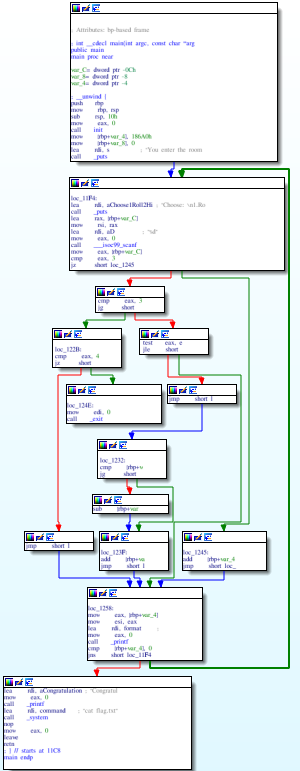 ; Attributes: bp-based frame
; int __cdecl main(int argc, const char *arg
public main
main proc near
var_C= dword ptr -0Ch
var_8= dword ptr -8
var_4= dword ptr -4
; __unwind {
push rbp
mov rbp, rsp
sub rsp, 10h
mov eax, 0
call init
mov [rbp+var_4], 186A0h
mov [rbp+var_8], 0
lea rdi, s ; "You enter the room
call _puts
loc_11F4:
lea rdi, aChoose1Roll2Hi ; "Choose: \n1.Ro
call _puts
lea rax, [rbp+var_C]
mov rsi, rax
lea rdi, aD ; "%d"
mov eax, 0
call ___isoc99_scanf
mov eax, [rbp+var_C]
cmp eax, 3
jz short loc_1245
cmp eax, 3
jg short
loc_122B:
cmp eax, 4
jz short
test eax, e
jle short
loc_124E:
mov edi, 0
call _exit
jmp short l
loc_1232:
cmp [rbp+v
jg short
sub [rbp+var
jmp short l
loc_123F:
add [rbp+va
jmp short l
loc_1245:
add [rbp+var_4
jmp short loc_
loc_1258:
mov eax, [rbp+var_4]
mov esi, eax
lea rdi, format ;
mov eax, 0
call _printf
cmp [rbp+var_4], 0
jns short loc_11F4
lea rdi, aCongratulation ; "Congratul
mov eax, 0
call _printf
lea rdi, command ; "cat flag.txt"
call _system
nop
mov eax, 0
leave
retn
; } // starts at 11C8
main endp